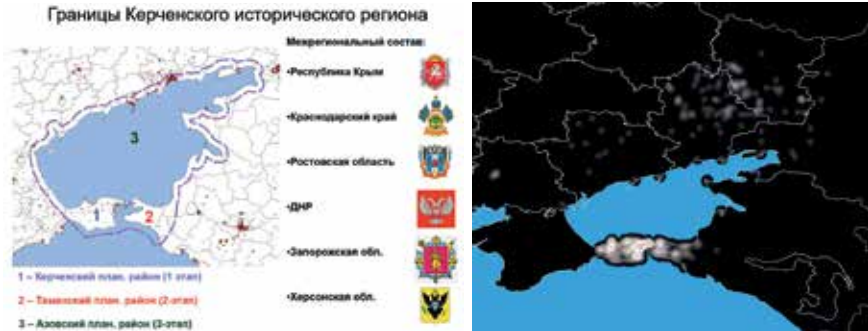 Границы Керченского исторического региона
Межрегиональный состав:
•Республика Крым
•Краснодарский край
•Ростовская область
•ДНР
•Запорожская обл.
•Херсонская обл.
3
1
2
1 – Керченский план. район (1 этап)
2 – Таманский план. район (2-этап)
3 – Азовский план. район (3-этап)